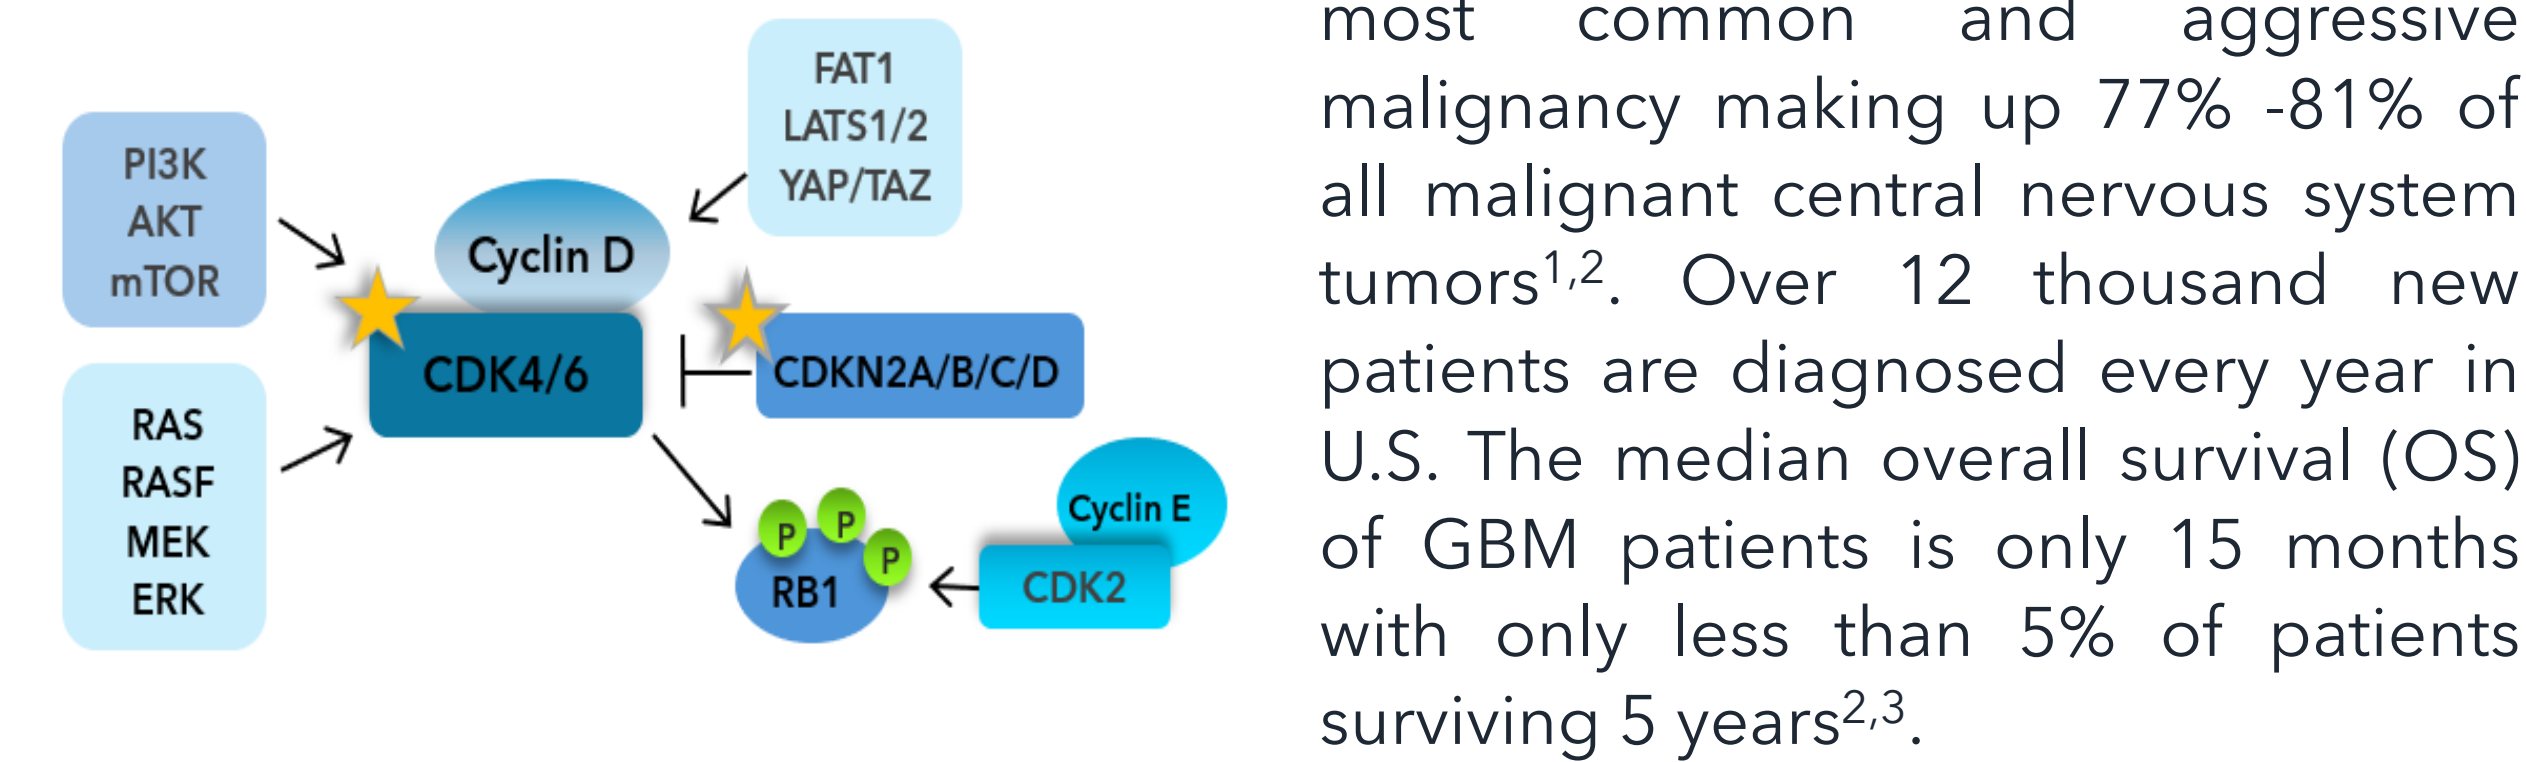 FAT1
LATS1/2
YAP/TAZ
PI3K
AKT
mTOR
Cyclin D
CDK4/6
CDKN2A/B/C/D
RAS
RASF
MEK
ERK
Cyclin E
P
P
P
RB1
CDK2
most common and aggressive
malignancy making up 77% -81% of
all malignant central nervous system
tumors1,2. Over 12 thousand new
patients are diagnosed every year in
U.S. The median overall survival (OS)
of GBM patients is only 15 months
with only less than 5% of patients
surviving 5 years2,3.